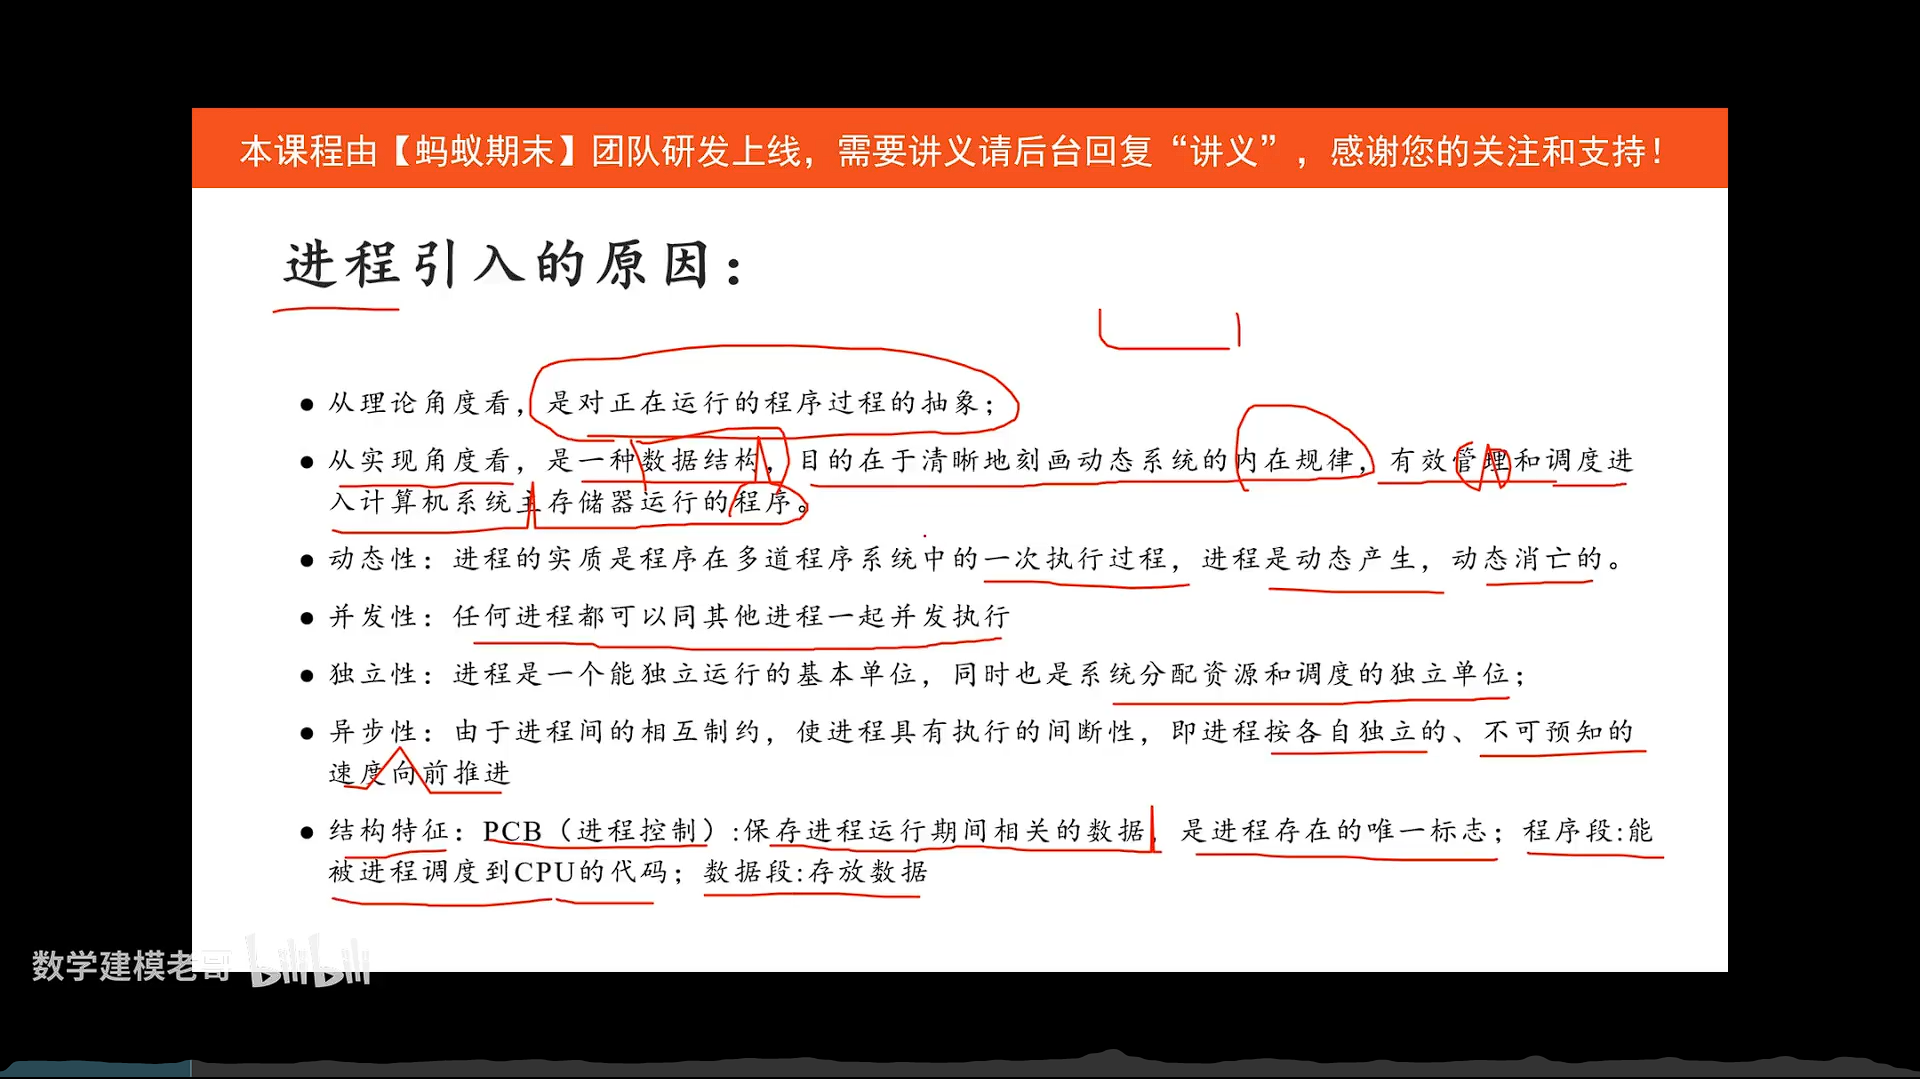 本课程由【蚂蚁期末】团队研发上线，需要讲义请后台回复“讲义”，感谢您的关注和支持！
进程引入的原因：
● 从理论角度看，是对正在运行的程序过程的抽象；
● 从实现角度看，是一种数据结构，目的在于清晰地刻画动态系统的内在规律，有效管理和调度进
入计算机系统主存储器运行的程序。
● 动态性：进程的实质是程序在多道程序系统中的一次执行过程，进程是动态产生，动态消亡的。
● 并发性：任何进程都可以同其他进程一起并发执行
● 独立性：进程是一个能独立运行的基本单位，同时也是系统分配资源和调度的独立单位；
● 异步性：由于进程间的相互制约，使进程具有执行的间断性，即进程按各自独立的、不可预知的
速度向前推进
● 结构特征：PCB（进程控制）:保存进程运行期间相关的数据，是进程存在的唯一标志；程序段:能
被进程调度到CPU的代码；数据段:存放数据
数学建模老哥 bilibili